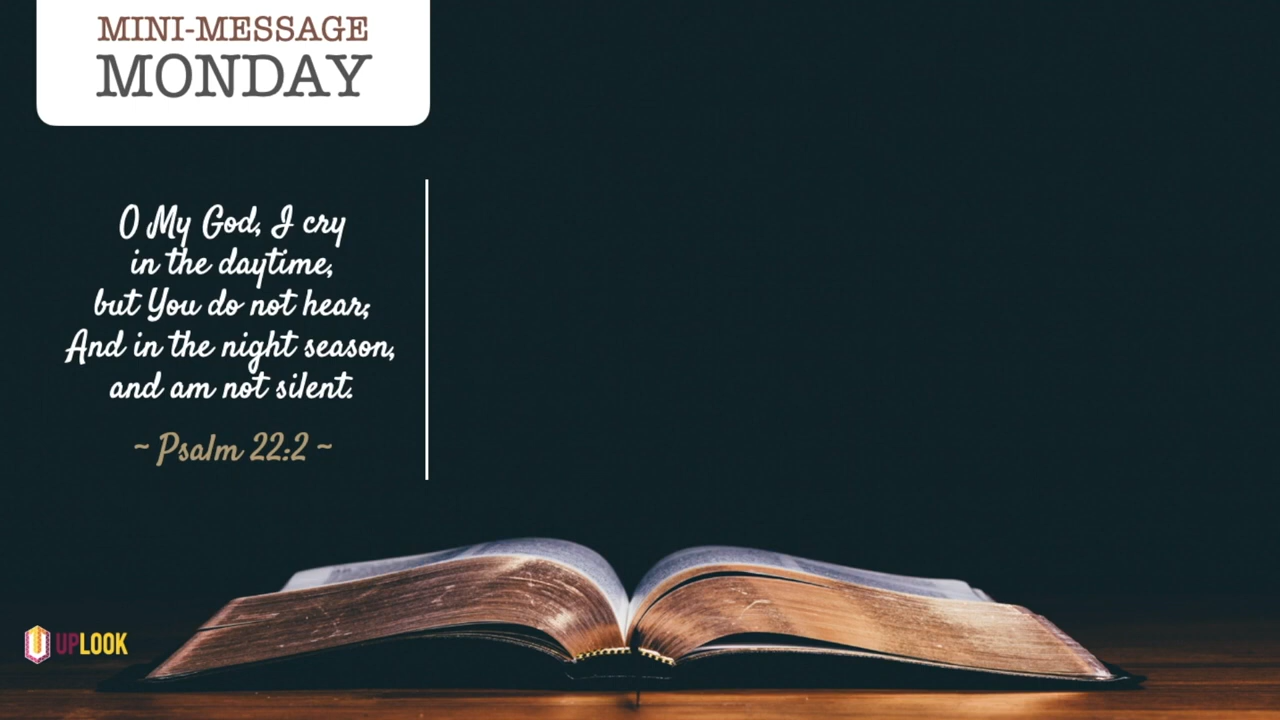 MINI-MESSAGE
MONDAY
O My God, I cry
in the daytime,
but You do not hear;
And in the night season,
and am not silent.
~ Psalm 22:2 ~
UPLOOK